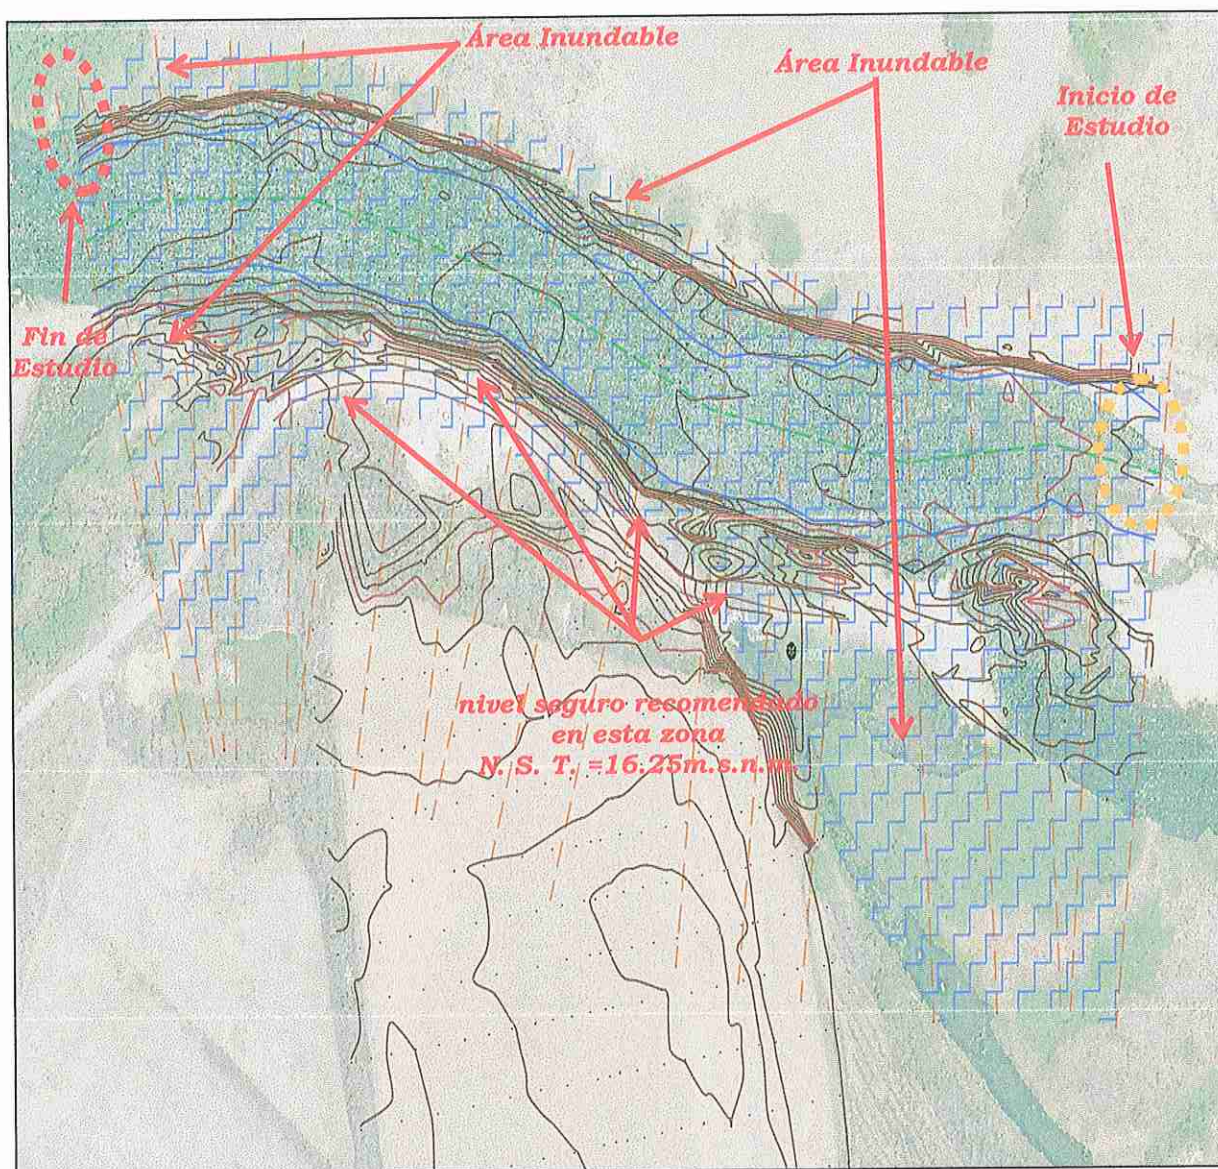 Área Inundable
Área Inundable
Inicio de
Estudio
Fin de
Estudio
nivel seguro recomendado
en esta zona
N. S. T. =16.25m.s.n.m.